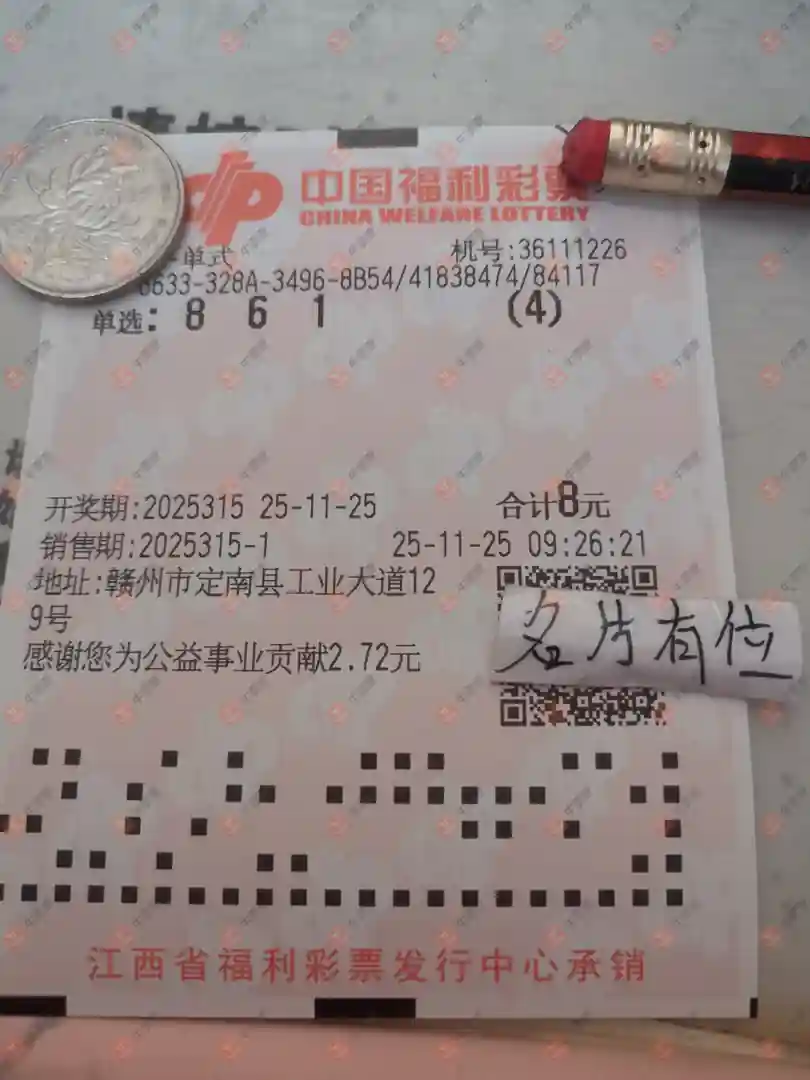 中国福利彩票
CHINA WELFARE LOTTERY
单式 机号:36111226
6633-328A-3496-8B54/41838474/84117
单选: 8 6 1 (4)
开奖期:2025315 25-11-25 合计8元
销售期:2025315-1 25-11-25 09:26:21
地址:赣州市定南县工业大道12
9号
感谢您为公益事业贡献2.72元
名片有位
江西省福利彩票发行中心承销